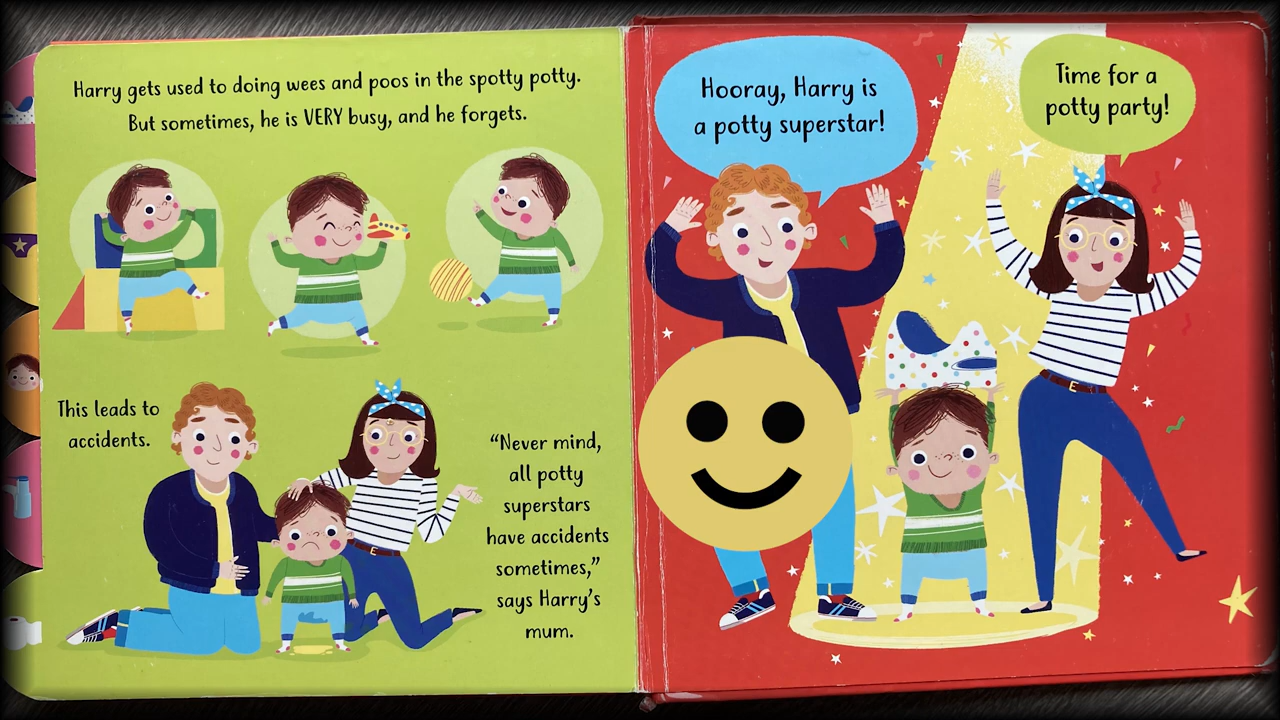 Harry gets used to doing wees and poos in the spotty potty.
But sometimes, he is VERY busy, and he forgets.
This leads to
accidents.
“Never mind,
all potty
superstars
have accidents
sometimes,”
says Harry’s
mum.
Hooray, Harry is
a potty superstar!
Time for a
potty party!